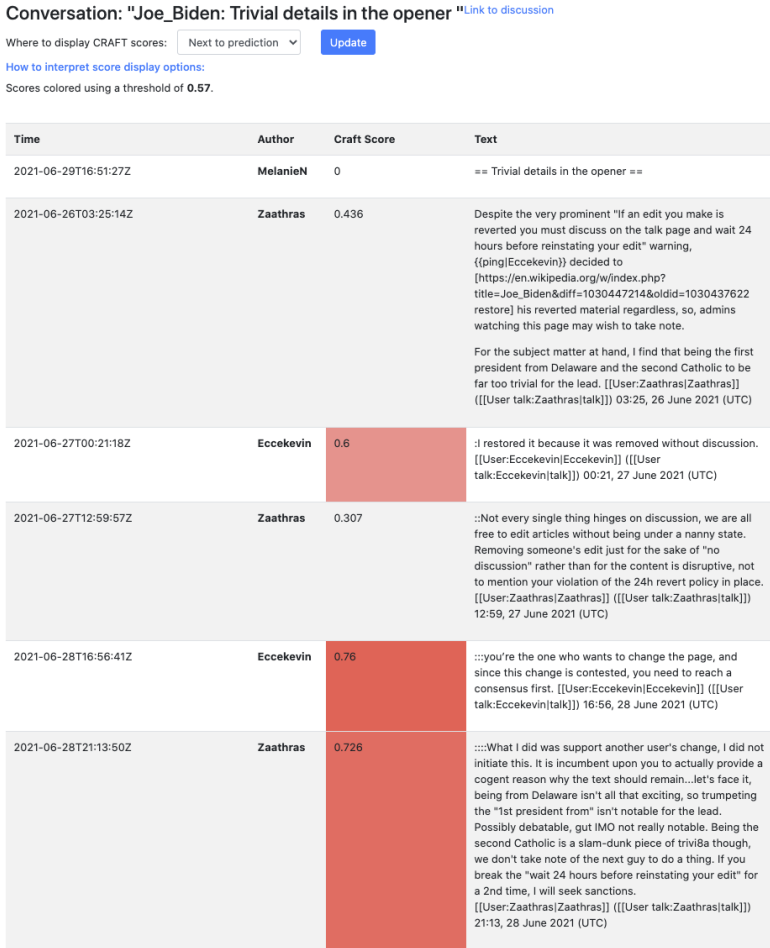 Conversation: "Joe_Biden: Trivial details in the opener "Link to discussion
Where to display CRAFT scores: Next to prediction Update
How to interpret score display options:
Scores colored using a threshold of 0.57.
Time Author Craft Score Text
2021-06-29T16:51:27Z MelanieN 0 == Trivial details in the opener ==
2021-06-26T03:25:14Z Zaathras 0.436 Despite the very prominent "If an edit you make is
reverted you must discuss on the talk page and wait 24
hours before reinstating your edit" warning,
{{ping|Eccekevin}} decided to
[https://en.wikipedia.org/w/index.php?
title=Joe_Biden&diff=1030447214&oldid=1030437622
restore] his reverted material regardless, so, admins
watching this page may wish to take note.
For the subject matter at hand, I find that being the first
president from Delaware and the second Catholic to be
far too trivial for the lead. [[User:Zaathras|Zaathras]]
([[User talk:Zaathras|talk]]) 03:25, 26 June 2021 (UTC)
2021-06-27T00:21:18Z Eccekevin 0.6 :I restored it because it was removed without discussion.
[[User:Eccekevin|Eccekevin]] ([[User
talk:Eccekevin|talk]]) 00:21, 27 June 2021 (UTC)
2021-06-27T12:59:57Z Zaathras 0.307 ::Not every single thing hinges on discussion, we are all
free to edit articles without being under a nanny state.
Removing someone's edit just for the sake of "no
discussion" rather than for the content is disruptive, not
to mention your violation of the 24h revert policy in place.
[[User:Zaathras|Zaathras]] ([[User talk:Zaathras|talk]])
12:59, 27 June 2021 (UTC)
2021-06-28T16:56:41Z Eccekevin 0.76 :::you're the one who wants to change the page, and
since this change is contested, you need to reach a
consensus first. [[User:Eccekevin|Eccekevin]] ([[User
talk:Eccekevin|talk]]) 16:56, 28 June 2021 (UTC)
2021-06-28T21:13:50Z Zaathras 0.726 ::::What I did was support another user's change, I did not
initiate this. It is incumbent upon you to actually provide a
cogent reason why the text should remain...let's face it,
being from Delaware isn't all that exciting, so trumpeting
the "1st president from" isn't notable for the lead.
Possibly debatable, gut IMO not really notable. Being the
second Catholic is a slam-dunk piece of trivi8a though,
we don't take note of the next guy to do a thing. If you
break the "wait 24 hours before reinstating your edit" for
a 2nd time, I will seek sanctions.
[[User:Zaathras|Zaathras]] ([[User talk:Zaathras|talk]])
21:13, 28 June 2021 (UTC)